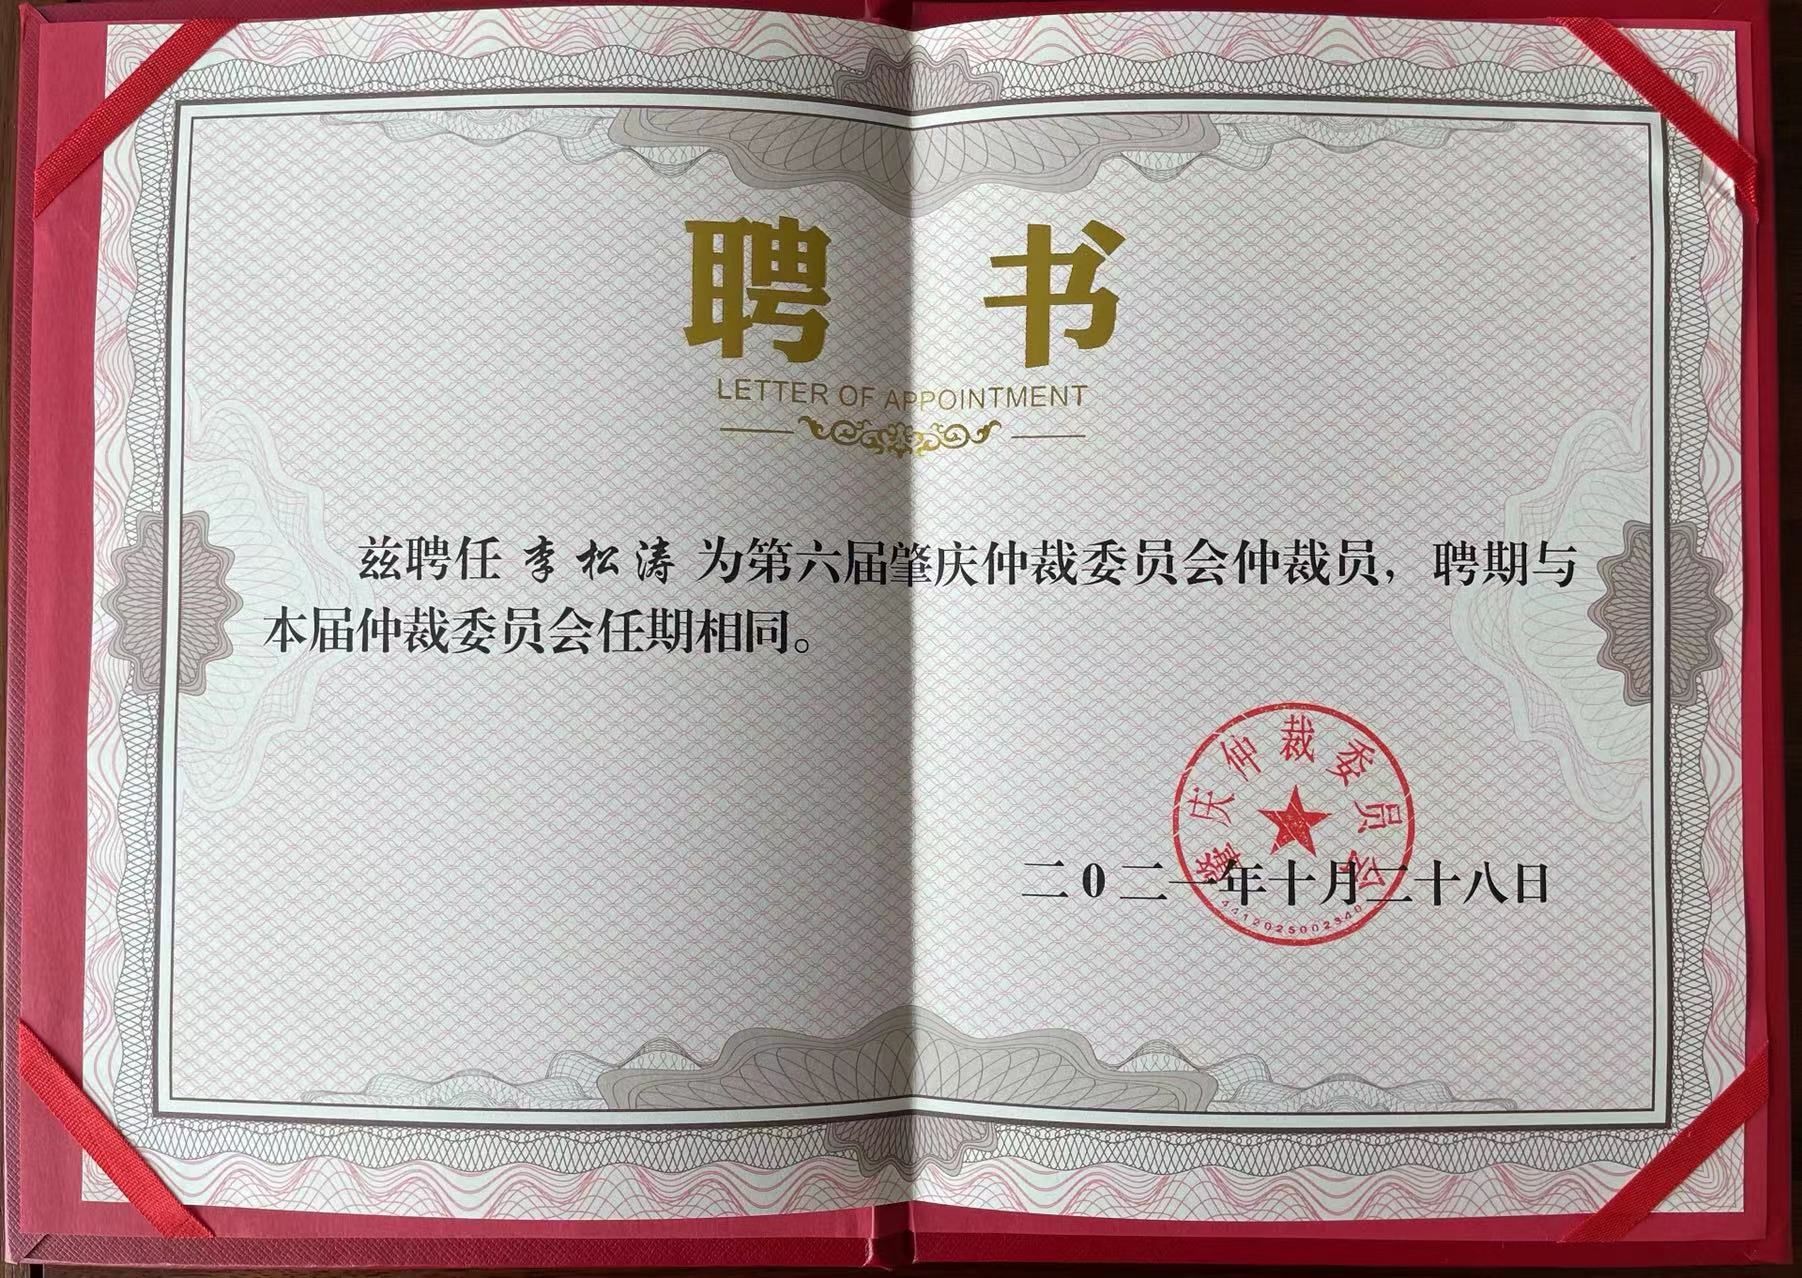 聘 书
LETTER OF APPOINTMENT
兹聘任 李松涛 为第六届肇庆仲裁委员会仲裁员，聘期与
本届仲裁委员会任期相同。
肇庆仲裁委员会
二0二一年十月二十八日
4412025002340